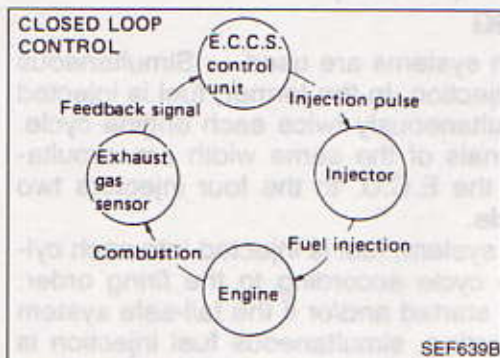 CLOSED LOOP
CONTROL
E.C.C.S.
control
unit
Feedback signal
Injection pulse
Exhaust
gas
sensor
Injector
Combustion
Fuel injection
Engine
SEF639B